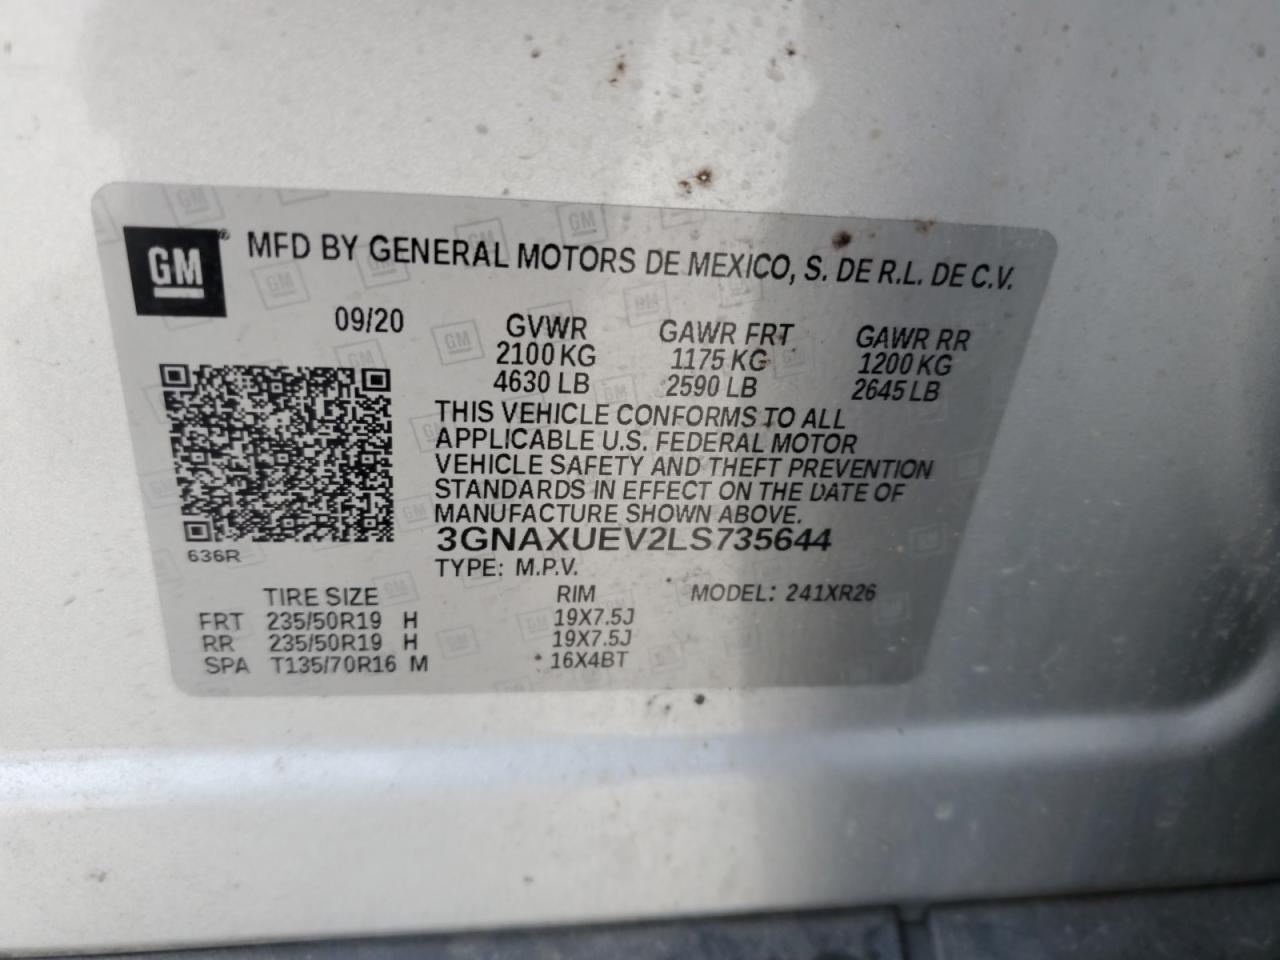 GM® MFD BY GENERAL MOTORS DE MEXICO, S. DE R.L. DE C.V.
09/20 GVWR GAWR FRT GAWR RR
2100 KG 1175 KG 1200 KG
4630 LB 2590 LB 2645 LB
THIS VEHICLE CONFORMS TO ALL
APPLICABLE U.S. FEDERAL MOTOR
VEHICLE SAFETY AND THEFT PREVENTION
STANDARDS IN EFFECT ON THE DATE OF
MANUFACTURE SHOWN ABOVE.
3GNAXUEV2LS735644
636R
TYPE: M.P.V.
TIRE SIZE RIM MODEL: 241XR26
FRT 235/50R19 H 19X7.5J
RR 235/50R19 H 19X7.5J
SPA T135/70R16 M 16X4BT